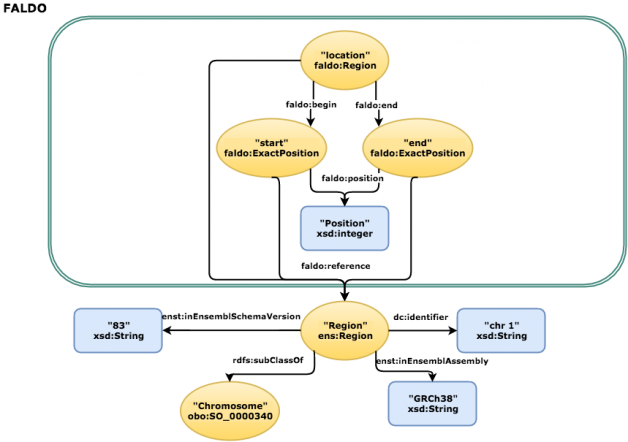 FALDO
"location"
faldo:Region
faldo:begin
faldo:end
"start"
faldo:ExactPosition
"end"
faldo:ExactPosition
faldo:position
"Position"
xsd:integer
faldo:reference
"83"
xsd:String
enst:inEnsemblSchemaVersion
"Region"
ens:Region
dc:identifier
"chr 1"
xsd:String
rdfs:subClassOf
enst:inEnsemblAssembly
"Chromosome"
obo:SO_0000340
"GRCh38"
xsd:String